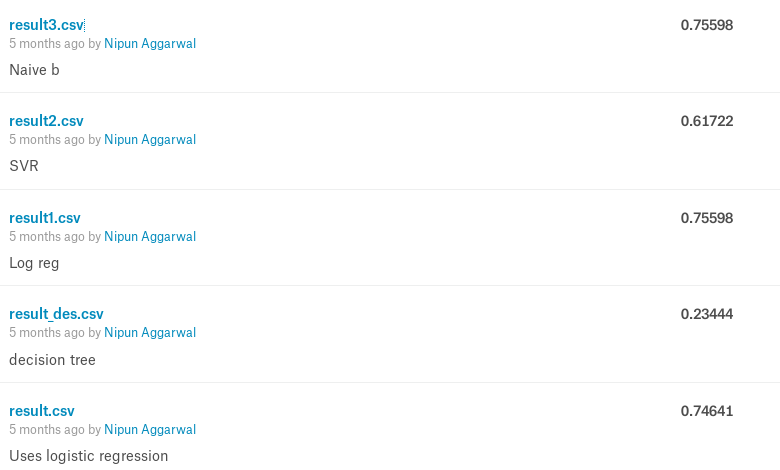 result3.csv 0.75598
5 months ago by Nipun Aggarwal
Naive b
result2.csv 0.61722
5 months ago by Nipun Aggarwal
SVR
result1.csv 0.75598
5 months ago by Nipun Aggarwal
Log reg
result_des.csv 0.23444
5 months ago by Nipun Aggarwal
decision tree
result.csv 0.74641
5 months ago by Nipun Aggarwal
Uses logistic regression